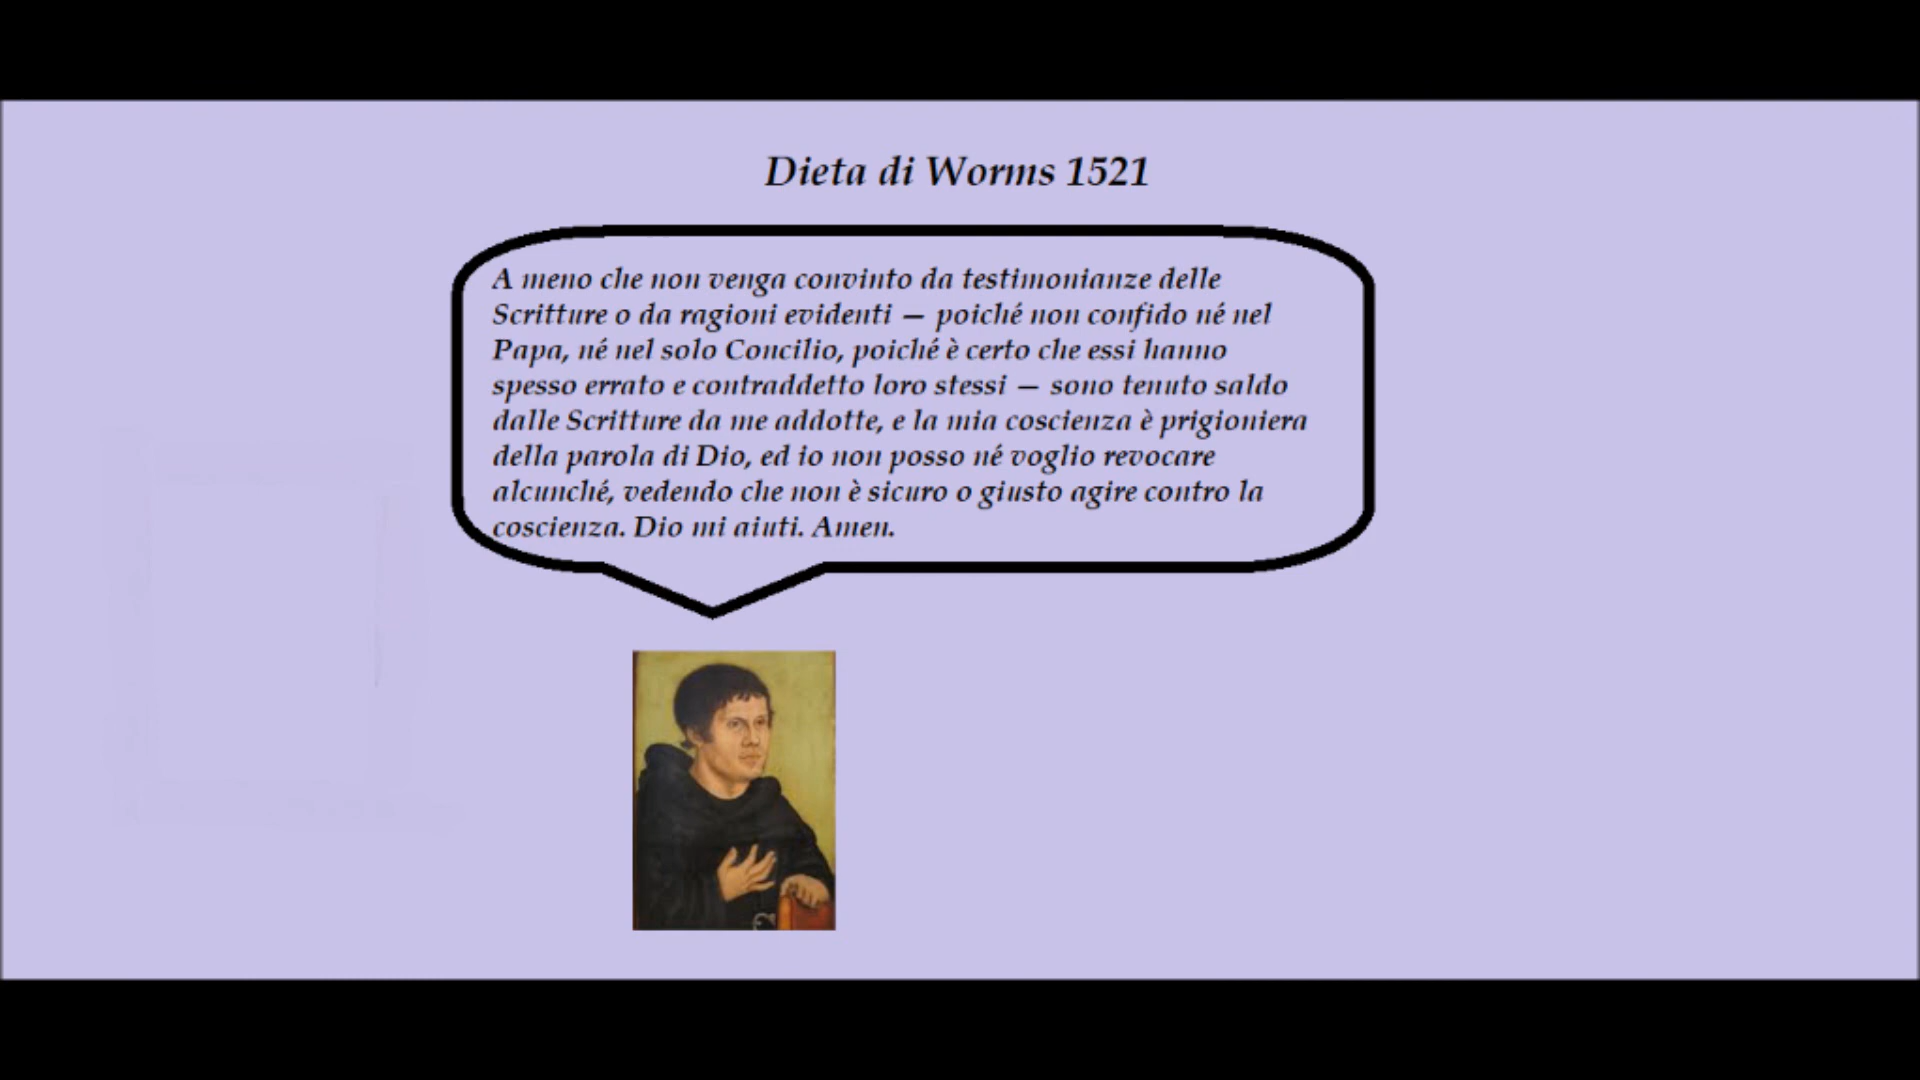 Dieta di Worms 1521
A meno che non venga convinto da testimonianze delle
Scritture o da ragioni evidenti — poiché non confido né nel
Papa, né nel solo Concilio, poiché è certo che essi hanno
spesso errato e contraddetto loro stessi — sono tenuto saldo
dalle Scritture da me addotte, e la mia coscienza è prigioniera
della parola di Dio, ed io non posso né voglio revocare
alcunché, vedendo che non è sicuro o giusto agire contro la
coscienza. Dio mi aiuti. Amen.